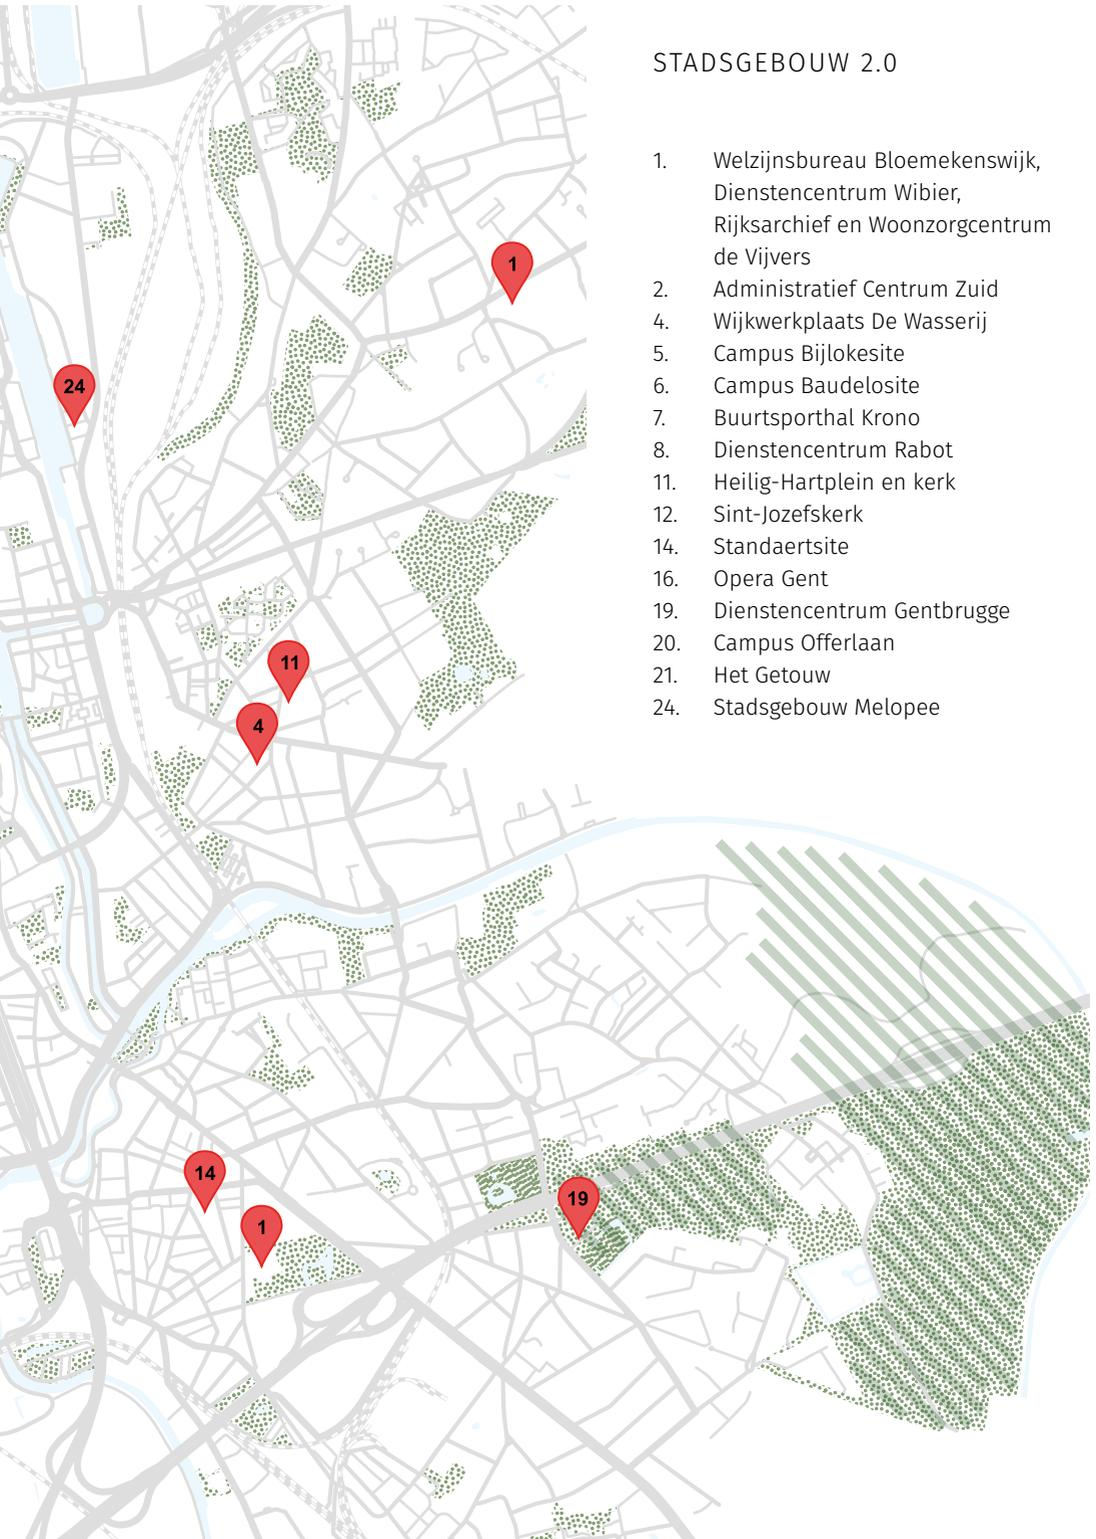 STADSGEBOUW 2.0
1. Welzijnsbureau Bloemekenswijk,
Dienstencentrum Wibier,
Rijksarchief en Woonzorgcentrum
de Vijvers
2. Administratief Centrum Zuid
4. Wijkwerkplaats De Wasserij
5. Campus Bijlokesite
6. Campus Baudelosite
7. Buurtsporthal Krono
8. Dienstencentrum Rabot
11. Heilig-Hartplein en kerk
12. Sint-Jozefskerk
14. Standaertsite
16. Opera Gent
19. Dienstencentrum Gentbrugge
20. Campus Offerlaan
21. Het Getouw
24. Stadsgebouw Melopee
1
24
11
4
14
19
1